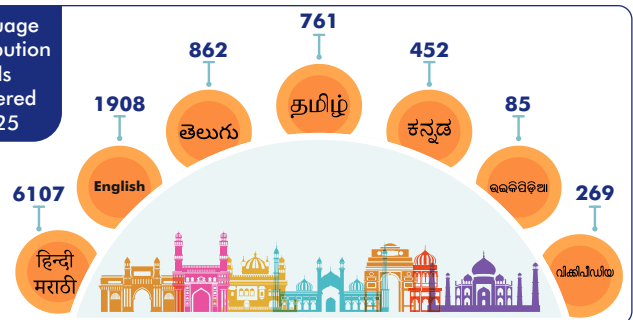 uage
bution
ls
ered
25
6107
हिन्दी
मराठी
1908
English
862
తెలుగు
761
தமிழ்
452
ಕನ್ನಡ
85
ଉଇକିପିଡ଼ିଆ
269
വിക്കിപീഡിയ